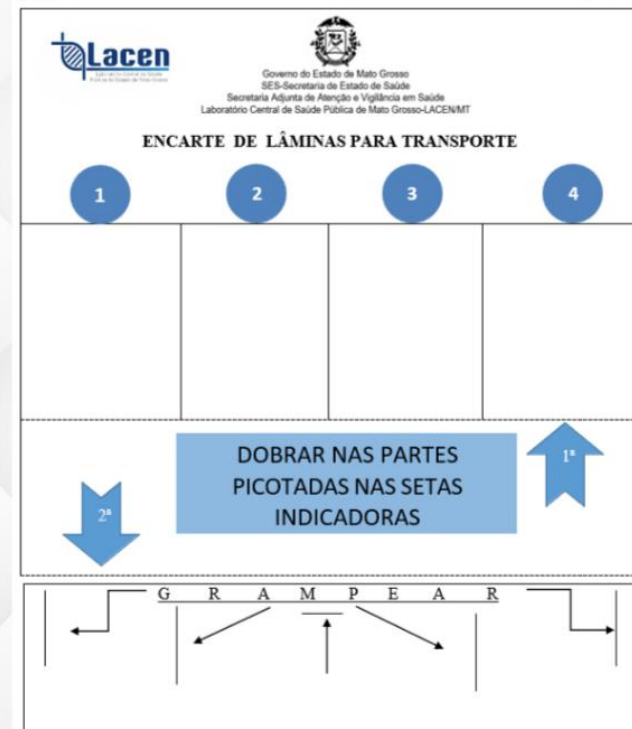 Lacen
Governo do Estado de Mato Grosso
SES-Secretaria de Estado de Saúde
Secretaria Adjunta de Atenção e Vigilância em Saúde
Laboratório Central de Saúde Pública de Mato Grosso-LACEN/MT
ENCARTE DE LÂMINAS PARA TRANSPORTE
1 2 3 4
DOBRAR NAS PARTES
PICOTADAS NAS SETAS
INDICADORAS
1ª
2ª
G R A M P E A R